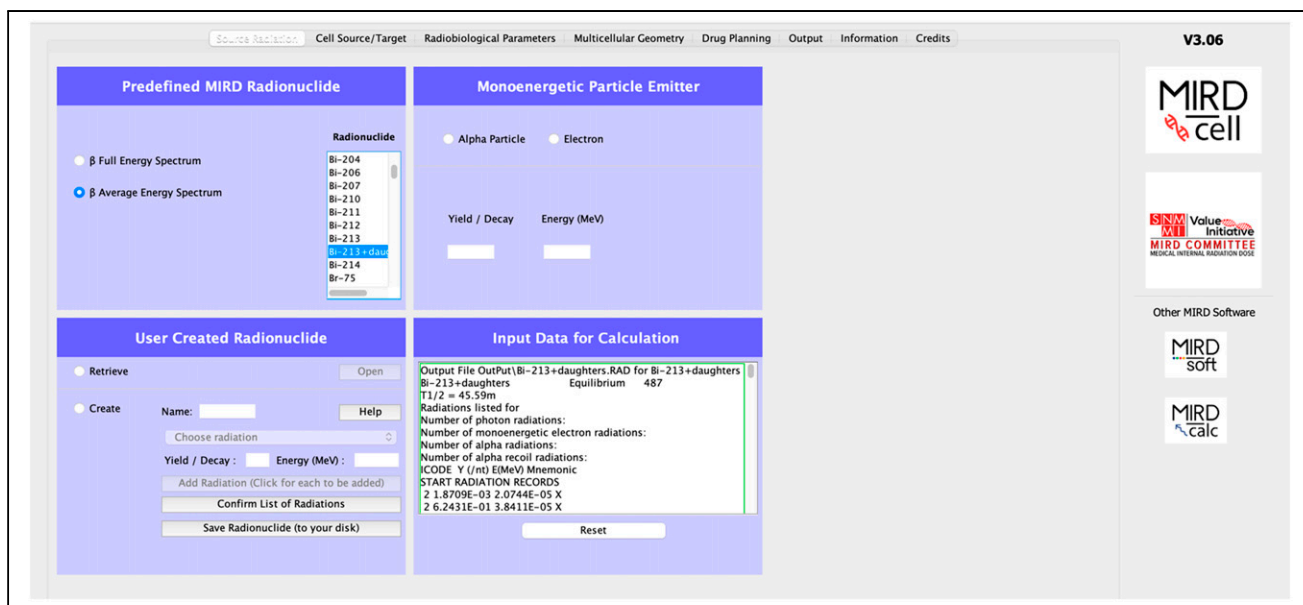 Source Radiation Cell Source/Target Radiobiological Parameters Multicellular Geometry Drug Planning Output Information Credits
V3.06
Predefined MIRD Radionuclide
Radionuclide
β Full Energy Spectrum
β Average Energy Spectrum
Bi-204
Bi-206
Bi-207
Bi-210
Bi-211
Bi-212
Bi-213
Bi-213+dau
Bi-214
Br-75
Monoenergetic Particle Emitter
Alpha Particle Electron
Yield / Decay Energy (MeV)
User Created Radionuclide
Retrieve Open
Create Name: Help
Choose radiation
Yield / Decay : Energy (MeV) :
Add Radiation (Click for each to be added)
Confirm List of Radiations
Save Radionuclide (to your disk)
Input Data for Calculation
Output File OutPut\Bi-213+daughters.RAD for Bi-213+daughters
Bi-213+daughters Equilibrium 487
T1/2 = 45.59m
Radiations listed for
Number of photon radiations:
Number of monoenergetic electron radiations:
Number of alpha radiations:
Number of alpha recoil radiations:
ICODE Y (/nt) E(MeV) Mnemonic
START RADIATION RECORDS
2 1.8709E-03 2.0744E-05 X
2 6.2431E-01 3.8411E-05 X
Reset
MIRD
cell
SNM
MI
Value
Initiative
MIRD COMMITTEE
MEDICAL INTERNAL RADIATION DOSE
Other MIRD Software
MIRD
soft
MIRD
calc